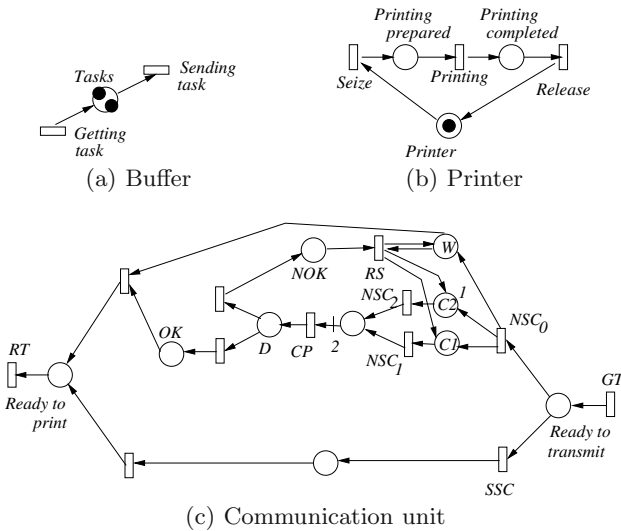 Tasks
Sending
task
Getting
task
(a) Buffer
Printing
prepared
Printing
completed
Seize
Printing
Release
Printer
(b) Printer
W
NOK
RS
NSC2
C2
1
NSC0
OK
D
CP
2
NSC1
C1
RT
GT
Ready to
print
Ready to
transmit
SSC
(c) Communication unit